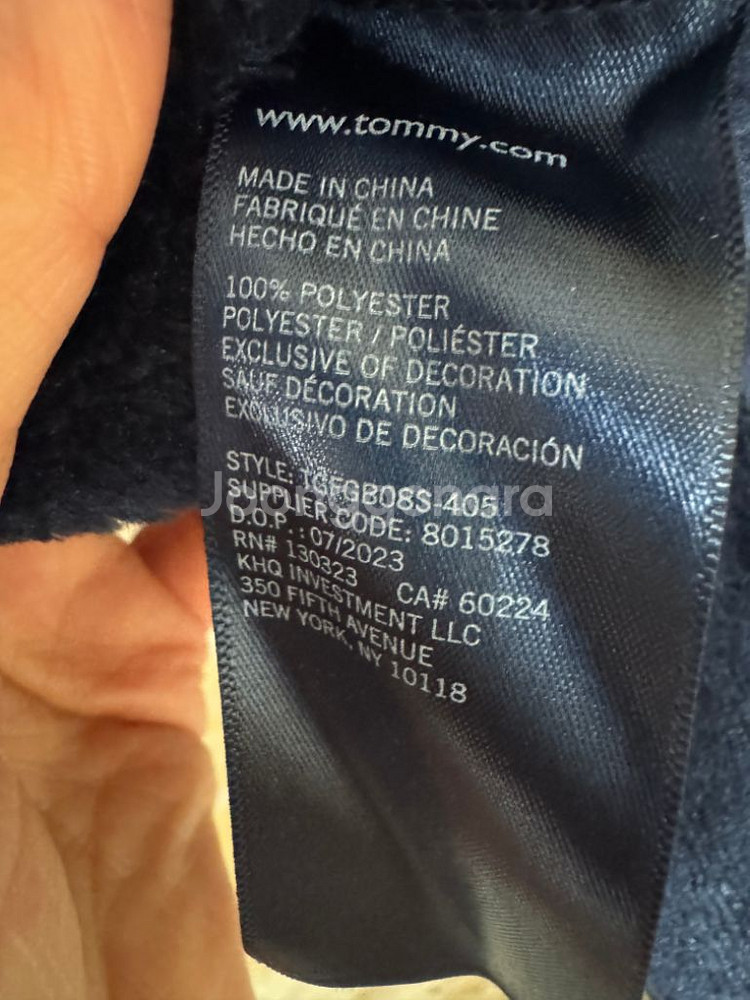 www.tommy.com
MADE IN CHINA
FABRIQUÉ EN CHINE
HECHO EN CHINA
100% POLYESTER
POLYESTER / POLIÉSTER
EXCLUSIVE OF DECORATION
SAUF DÉCORATION
EXCLUSIVO DE DECORACIÓN
STYLE:
SUPPLIER CODE: 8015278
D.O.P.: 07/2023
RN# 130323 CA# 60224
KHQ INVESTMENT LLC
350 FIFTH AVENUE
NEW YORK, NY 10118
Joonggonara